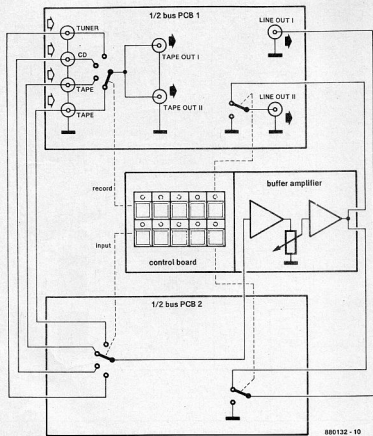 1/2 bus PCB 1
TUNER
LINE OUT I
CD
TAPE OUT I
TAPE
TAPE OUT II
LINE OUT II
TAPE
record
buffer amplifier
input
control board
1/2 bus PCB 2
880132 - 10